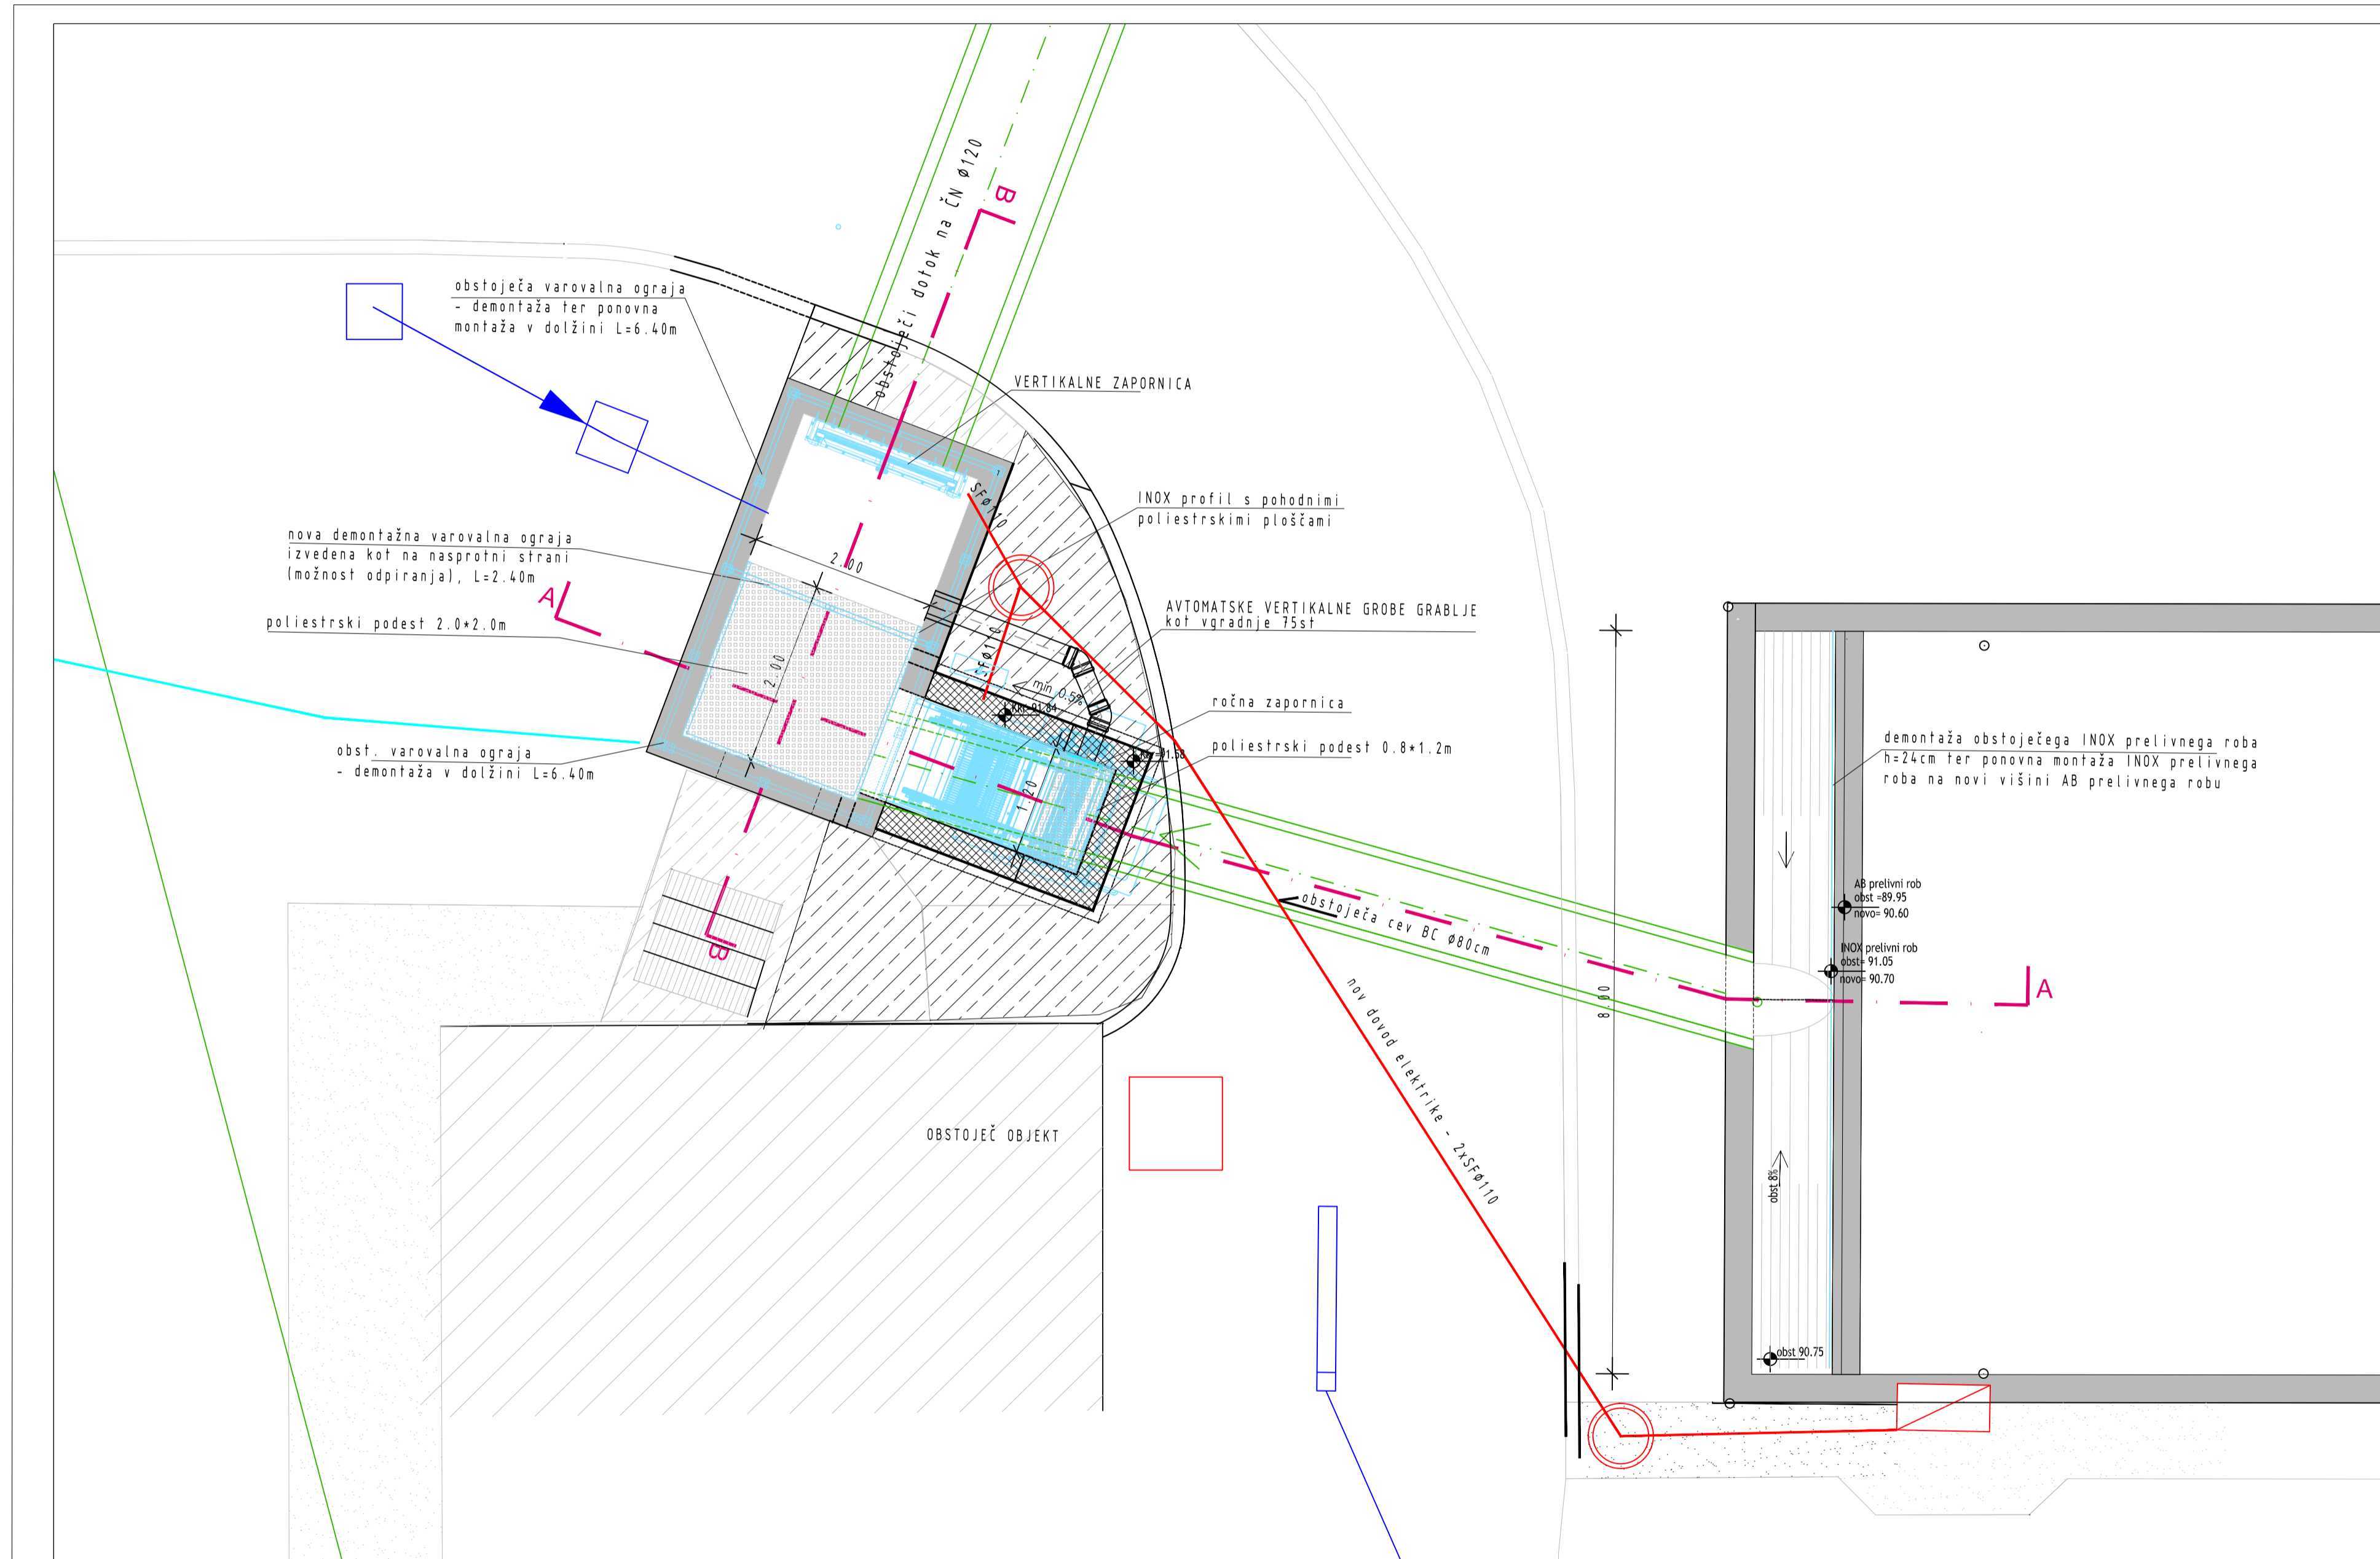 obstoječi dotok na ČN ø120
B
obstoječa varovalna ograja
- demontaža ter ponovna
montaža v dolžini L=6.40m
VERTIKALNE ZAPORNICA
SFø110
INOX profil s pohodnimi
poliestrskimi ploščami
nova demontažna varovalna ograja
izvedena kot na nasprotni strani
(možnost odpiranja), L=2.40m
2.00
A
AVTOMATSKE VERTIKALNE GROBE GRABLJE
kot vgradnje 75st
poliestrski podest 2.0*2.0m
SFø110
2.00
min 0.5%
ročna zapornica
obst. varovalna ograja
- demontaža v dolžini L=6.40m
poliestrski podest 0.8*1.2m
1.20
demontaža obstoječega INOX prelivnega roba
h=24cm ter ponovna montaža INOX prelivnega
roba na novi višini AB prelivnega robu
AB prelivni rob
obst =89.95
novo= 90.60
obstoječa cev BC ø80cm
INOX prelivni rob
obst= 91.05
novo= 90.70
B
A
8.00
nov dovod elektrike - 2xSFø110
OBSTOJEČ OBJEKT
obst 8%
obst 90.75